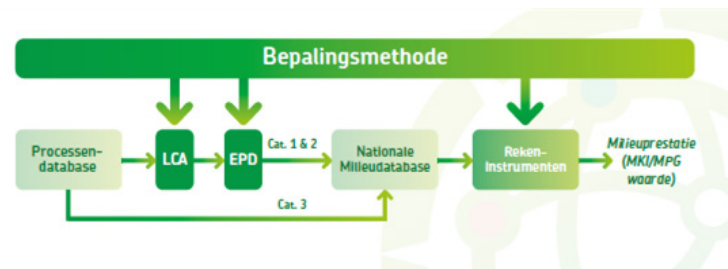 Bepalingsmethode
Processen-
database
LCA
EPD
Cat. 1 & 2
Nationale
Milieudatabase
Reken-
Instrumenten
Milieuprestatie
(MKI/MPG
waarde)
Cat. 3